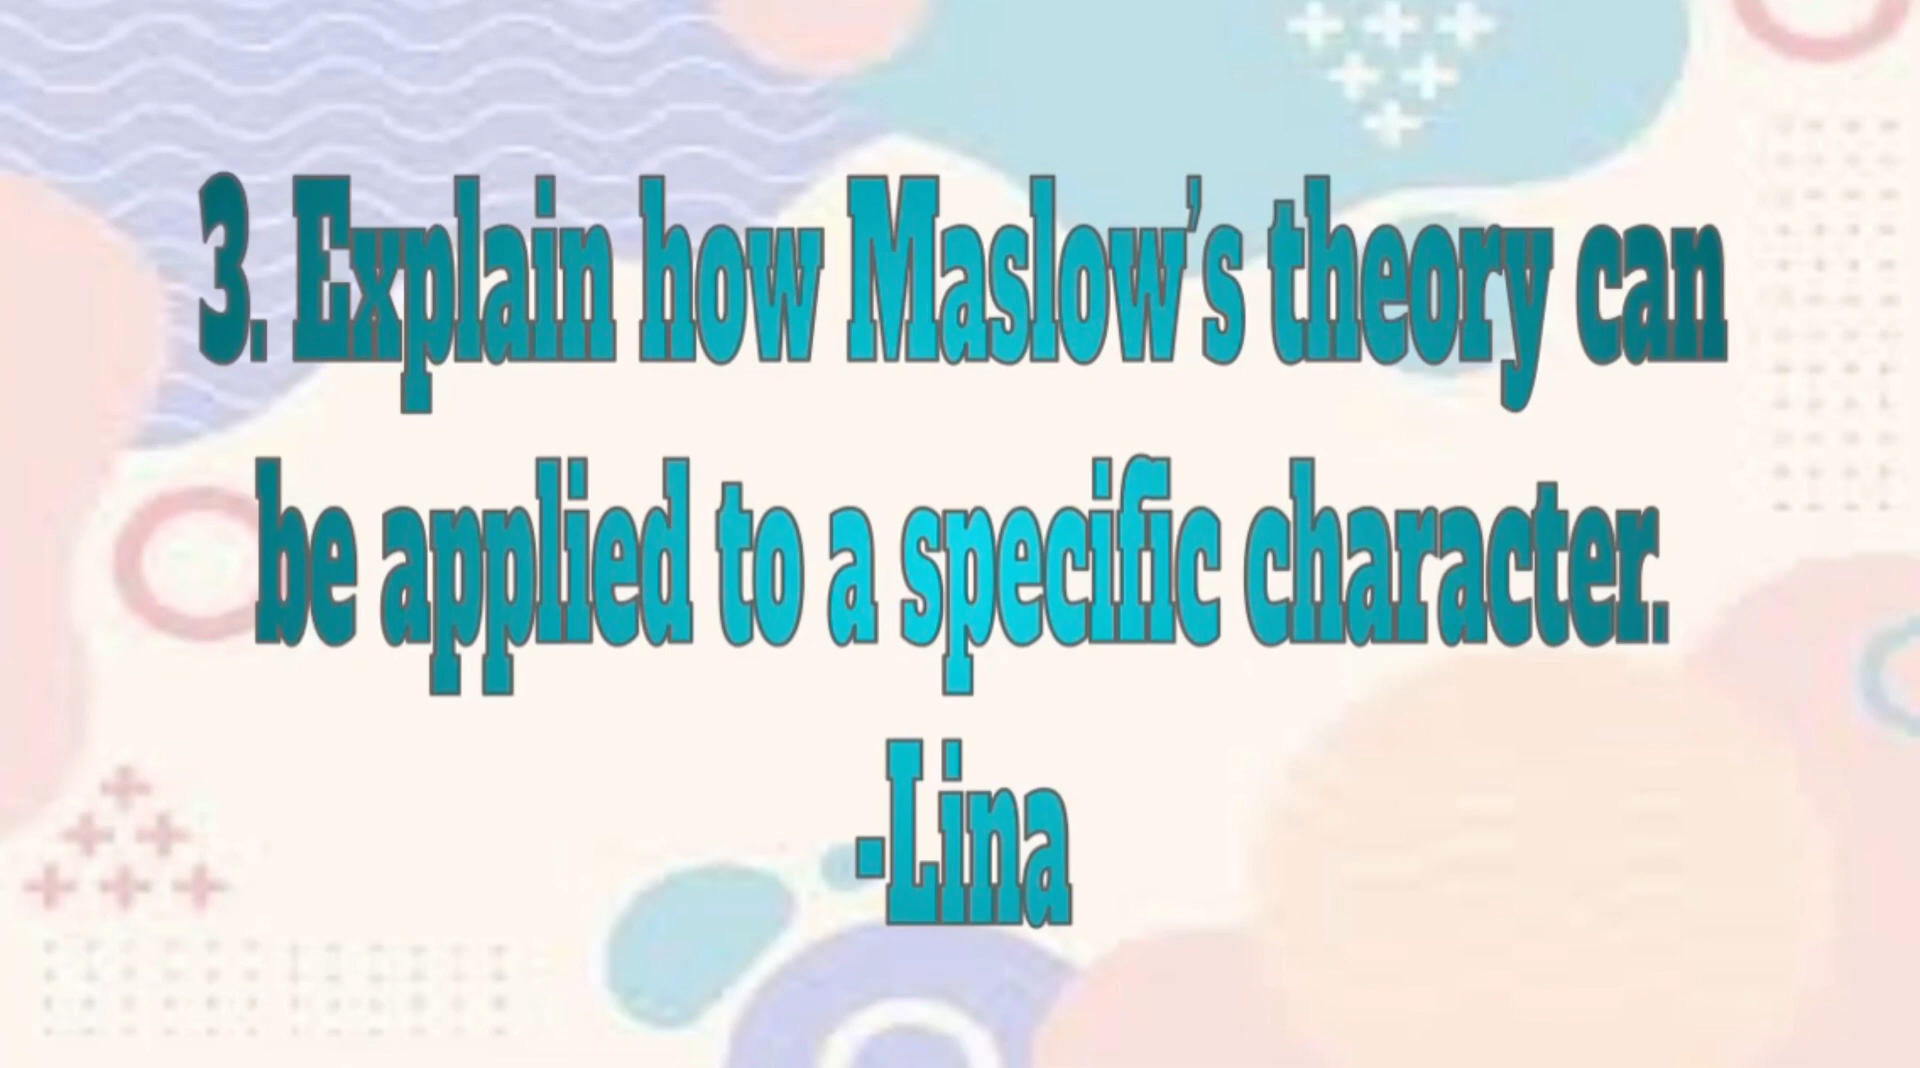 3. Explain how Maslow’s theory can
be applied to a specific character.
-Lina